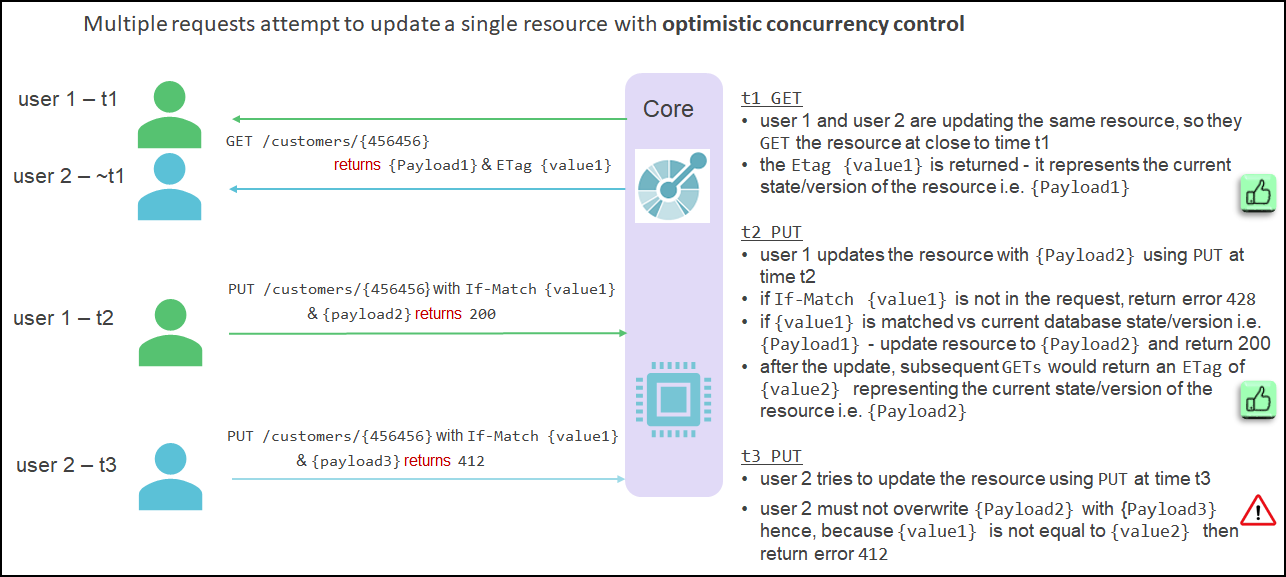 Multiple requests attempt to update a single resource with optimistic concurrency control
user 1 – t1
user 2 – ~t1
GET /customers/{456456}
returns {Payload1} & ETag {value1}
user 1 – t2
PUT /customers/{456456} with If-Match {value1}
& {payload2} returns 200
user 2 – t3
PUT /customers/{456456} with If-Match {value1}
& {payload3} returns 412
Core
t1 GET
• user 1 and user 2 are updating the same resource, so they
GET the resource at close to time t1
• the Etag {value1} is returned - it represents the current
state/version of the resource i.e. {Payload1}
t2 PUT
• user 1 updates the resource with {Payload2} using PUT at
time t2
• if If-Match {value1} is not in the request, return error 428
• if {value1} is matched vs current database state/version i.e.
{Payload1} - update resource to {Payload2} and return 200
• after the update, subsequent GETs would return an ETag of
{value2} representing the current state/version of the
resource i.e. {Payload2}
t3 PUT
• user 2 tries to update the resource using PUT at time t3
• user 2 must not overwrite {Payload2} with {Payload3}
hence, because {value1} is not equal to {value2} then
return error 412